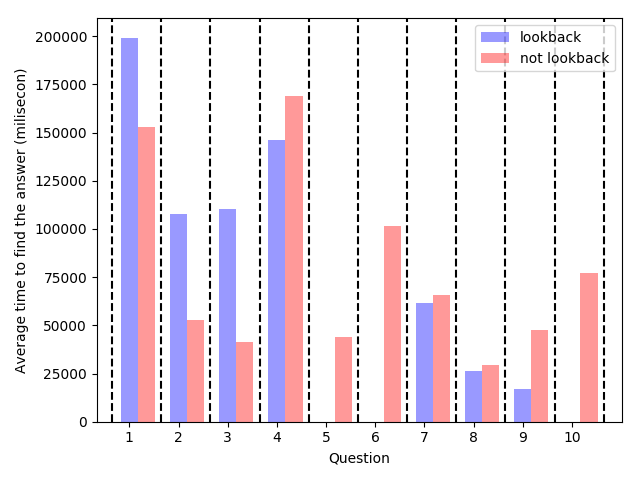 lookback
not lookback
Average time to find the answer (milisecon)
200000
175000
150000
125000
100000
75000
50000
25000
0
1 2 3 4 5 6 7 8 9 10
Question